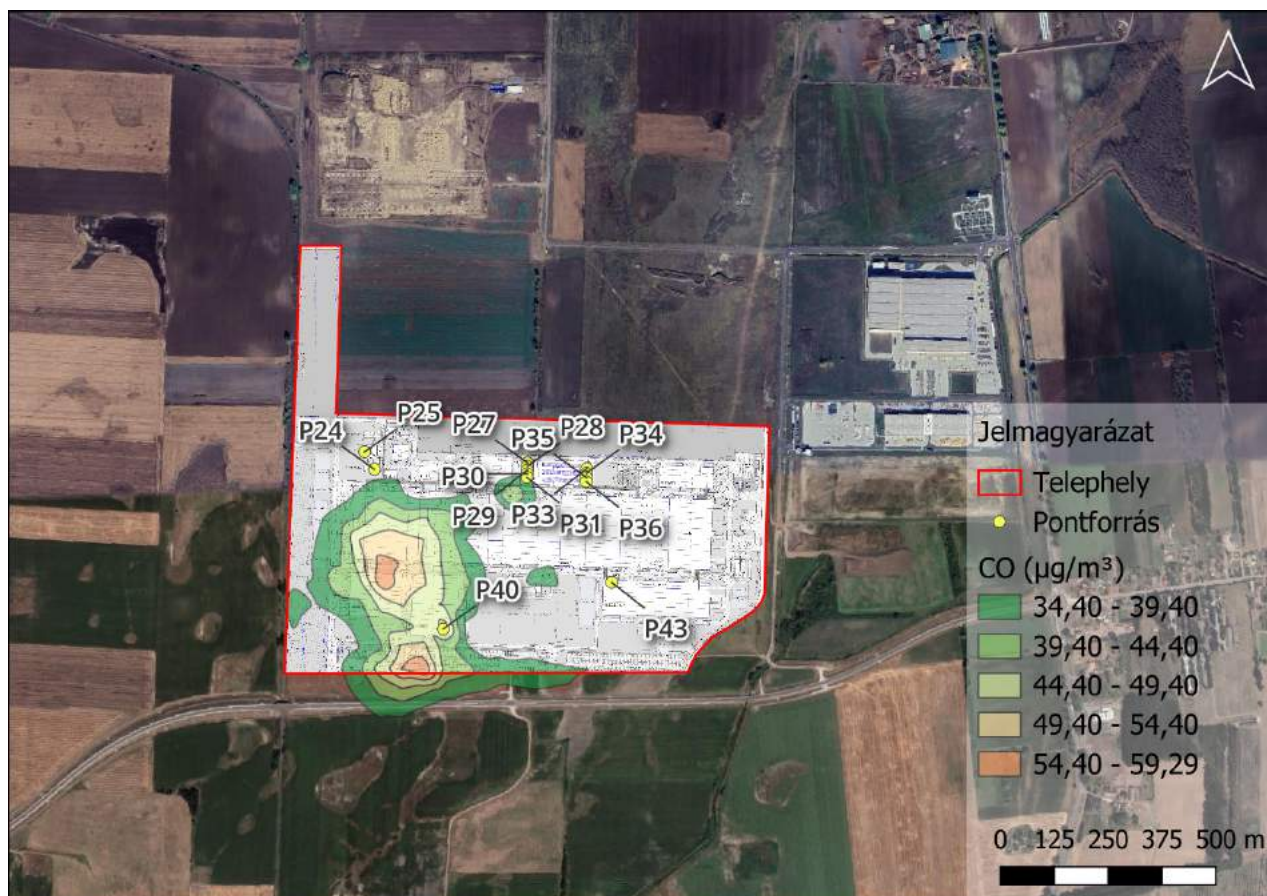 P24
P25
P27
P35
P28
P34
P30
P29
P33
P31
P36
P40
P43
Jelmagyarázat
Telephely
Pontforrás
CO (µg/m³)
34,40 - 39,40
39,40 - 44,40
44,40 - 49,40
49,40 - 54,40
54,40 - 59,29
0 125 250 375 500 m